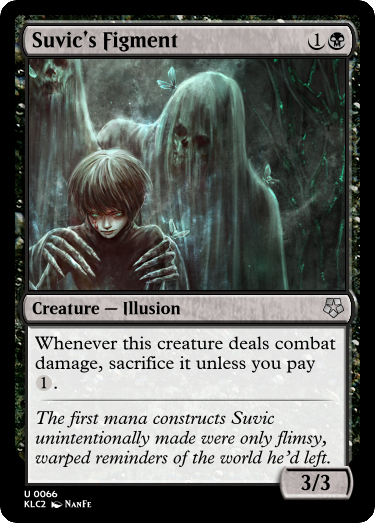 Suvic's Figment 1
Creature — Illusion
Whenever this creature deals combat
damage, sacrifice it unless you pay
1 .
The first mana constructs Suvic
unintentionally made were only flimsy,
warped reminders of the world he'd left.
3/3
U 0066
KLC2 NanFe